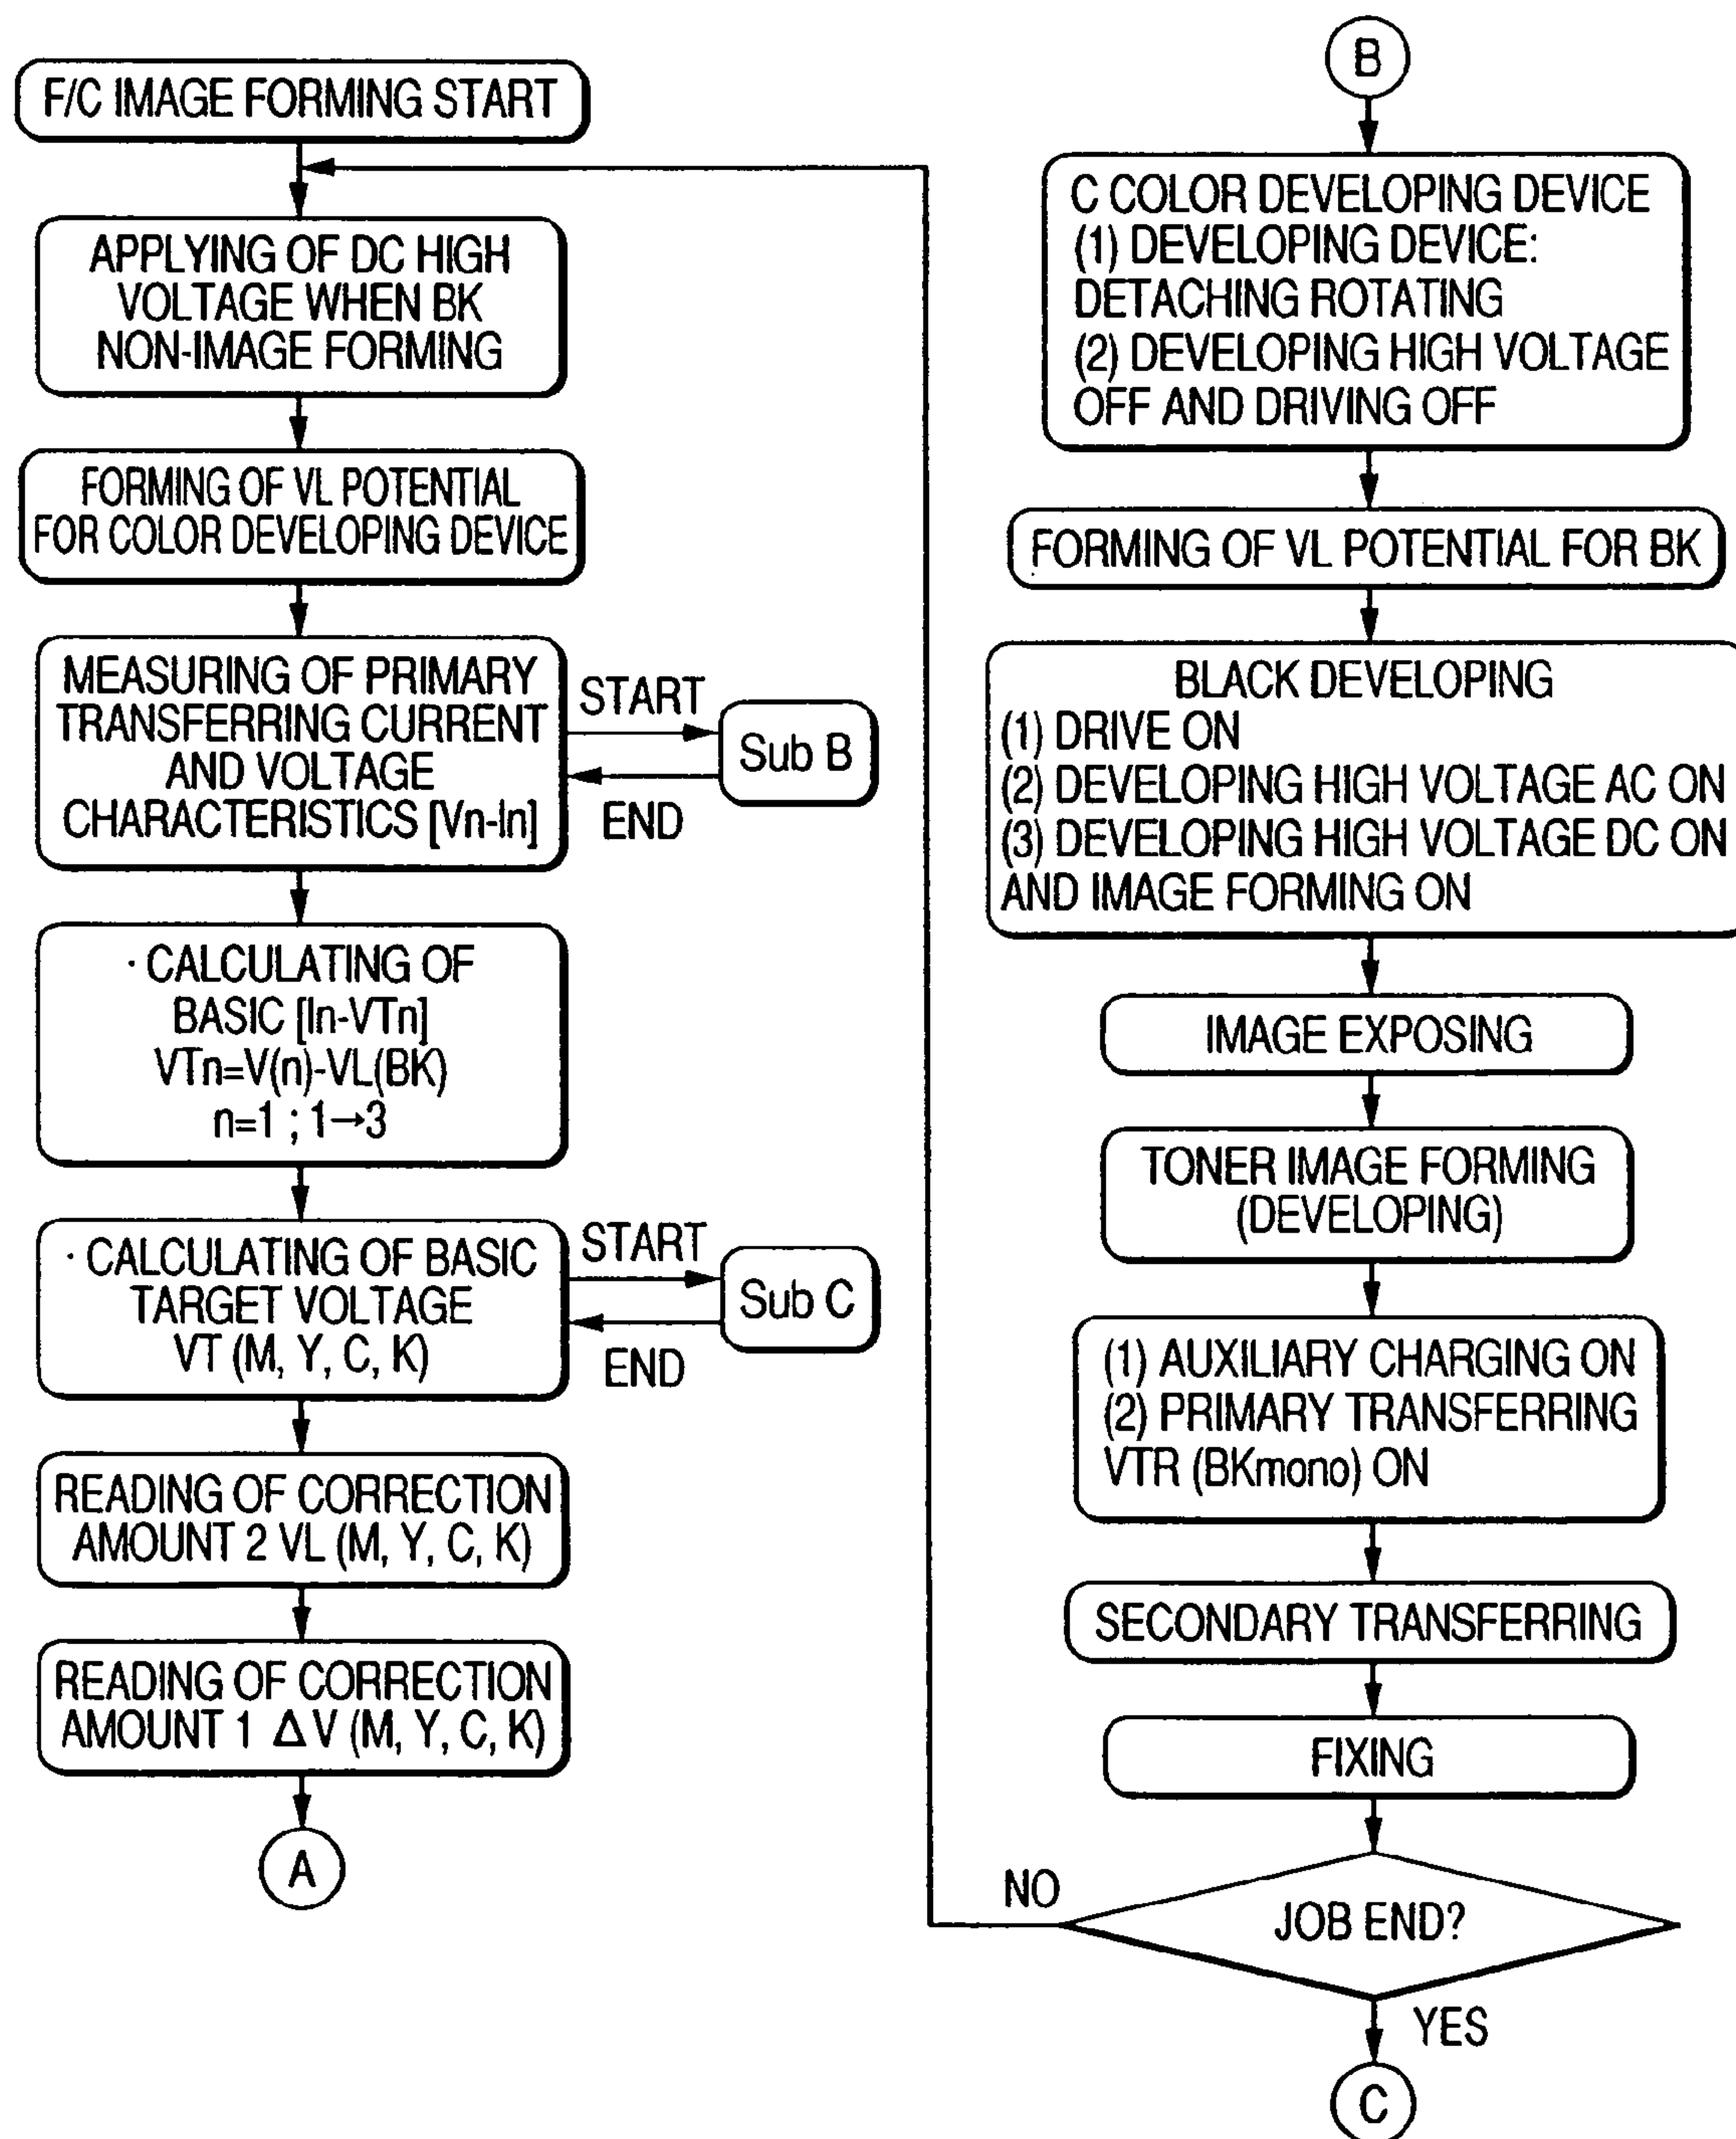 F/C IMAGE FORMING START
APPLYING OF DC HIGH
VOLTAGE WHEN BK
NON-IMAGE FORMING
FORMING OF VL POTENTIAL
FOR COLOR DEVELOPING DEVICE
MEASURING OF PRIMARY
TRANSFERRING CURRENT
AND VOLTAGE
CHARACTERISTICS [Vn-In]
START
Sub B
END
· CALCULATING OF
BASIC [In-VTn]
VTn=V(n)-VL(BK)
n=1 ; 1→3
· CALCULATING OF BASIC
TARGET VOLTAGE
VT (M, Y, C, K)
START
Sub C
END
READING OF CORRECTION
AMOUNT 2 VL (M, Y, C, K)
READING OF CORRECTION
AMOUNT 1 ΔV (M, Y, C, K)
A
B
C COLOR DEVELOPING DEVICE
(1) DEVELOPING DEVICE:
DETACHING ROTATING
(2) DEVELOPING HIGH VOLTAGE
OFF AND DRIVING OFF
FORMING OF VL POTENTIAL FOR BK
BLACK DEVELOPING
(1) DRIVE ON
(2) DEVELOPING HIGH VOLTAGE AC ON
(3) DEVELOPING HIGH VOLTAGE DC ON
AND IMAGE FORMING ON
IMAGE EXPOSING
TONER IMAGE FORMING
(DEVELOPING)
(1) AUXILIARY CHARGING ON
(2) PRIMARY TRANSFERRING
VTR (BKmono) ON
SECONDARY TRANSFERRING
FIXING
NO
JOB END?
YES
C